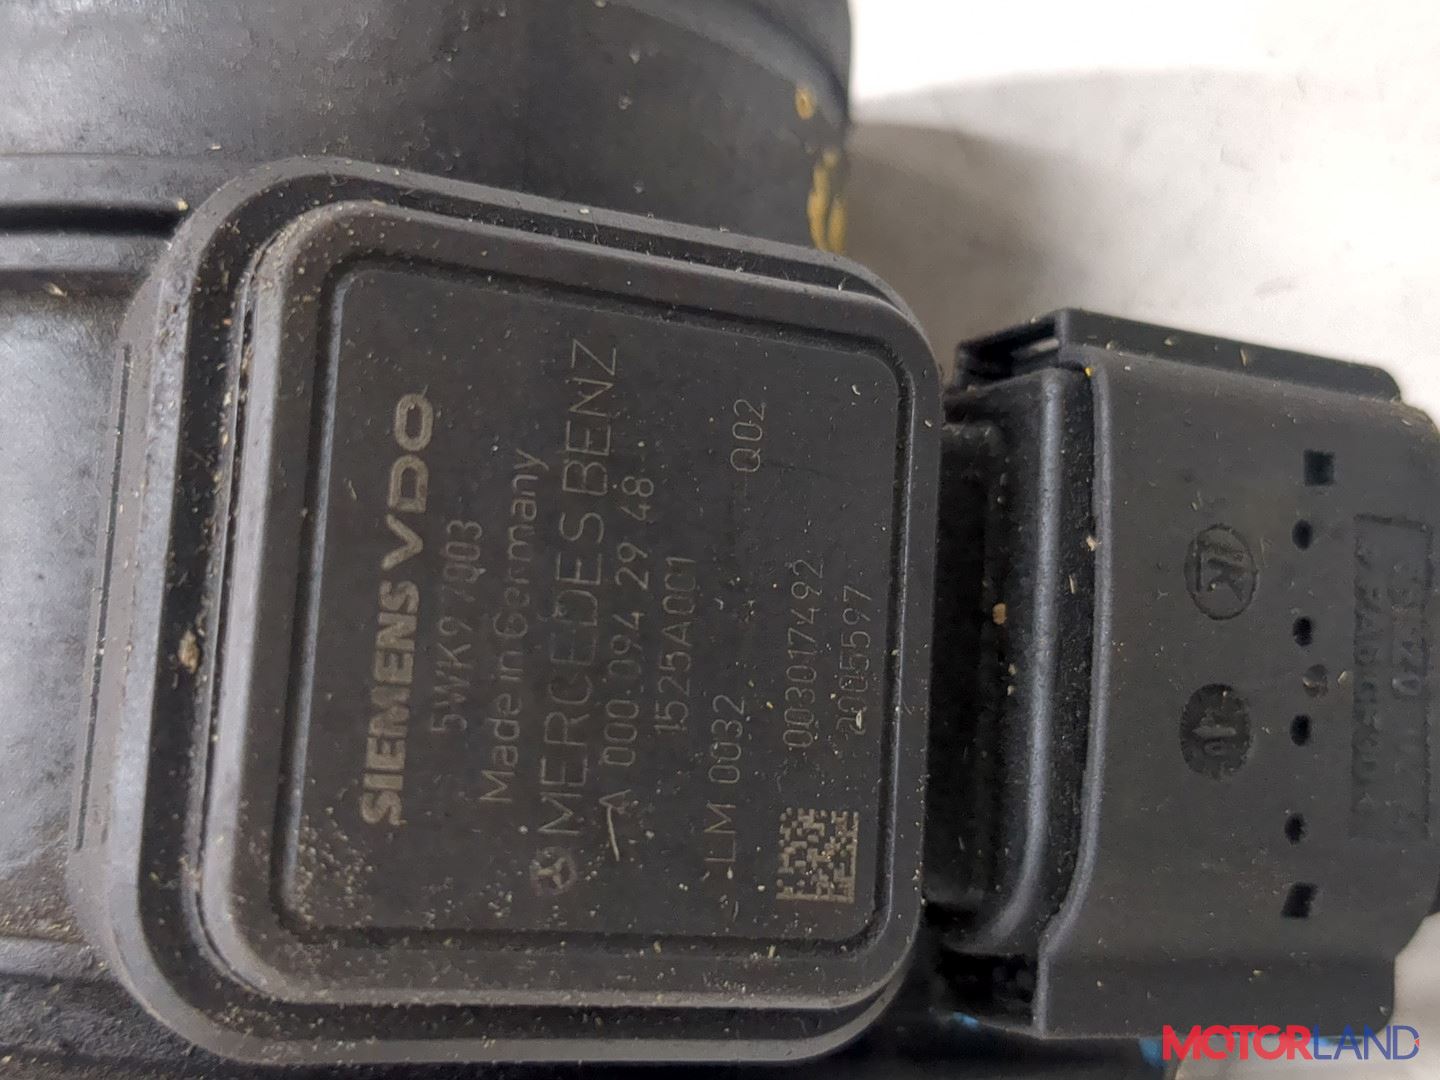 SIEMENS VDO
5WK9 7003
Made in Germany
MERCEDES BENZ
A 000 094 29 48
1525A001
LM 0032 Q02
003017492
2005597
MOTORLAND